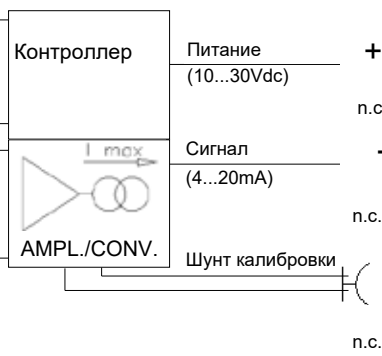 Контроллер
Питание
+
(10...30Vdc)
n.c
I max
Сигнал
-
(4...20mA)
n.c.
AMPL./CONV.
Шунт калибровки
n.c.